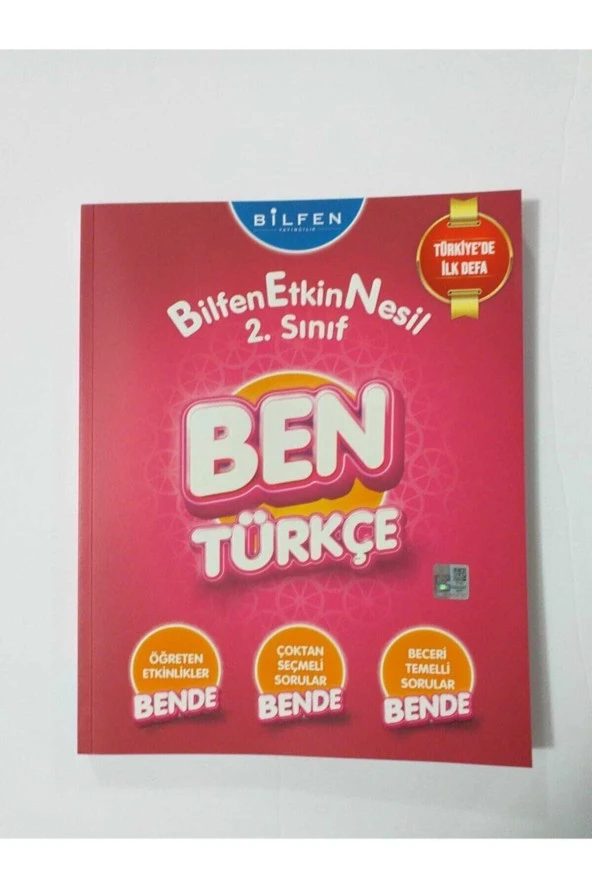 BİLFEN
YAYINCILIK
TÜRKİYE'DE
İLK DEFA
BilfenEtkinNesil
2. Sınıf
BEN
TÜRKÇE
ÖĞRETEN
ETKİNLİKLER
BENDE
ÇOKTAN
SEÇMELİ
SORULAR
BENDE
BECERİ
TEMELLİ
SORULAR
BENDE